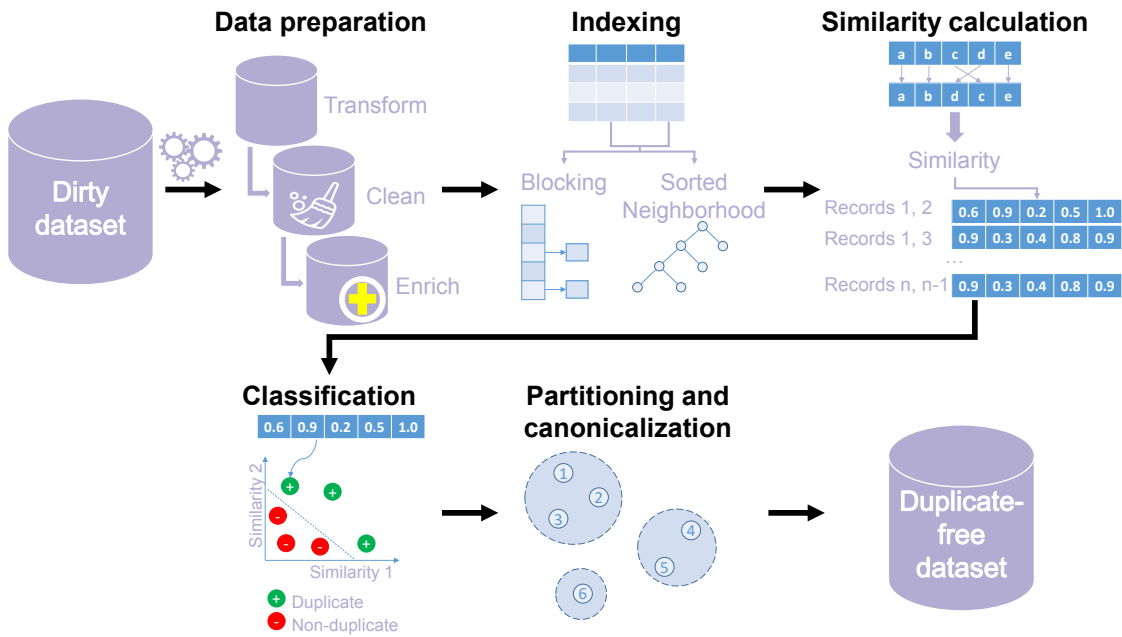 Data preparation
Indexing
Similarity calculation
Dirty
dataset
Transform
Clean
Enrich
Blocking
Sorted
Neighborhood
a b c d e
a b d c e
Similarity
Records 1, 2 0.6 0.9 0.2 0.5 1.0
Records 1, 3 0.9 0.3 0.4 0.8 0.9
...
Records n, n-1 0.9 0.3 0.4 0.8 0.9
Classification
0.6 0.9 0.2 0.5 1.0
Similarity 2
+ +
-
- - +
Similarity 1
+ Duplicate
- Non-duplicate
Partitioning and
canonicalization
1
2
3
4
5
6
Duplicate-
free
dataset